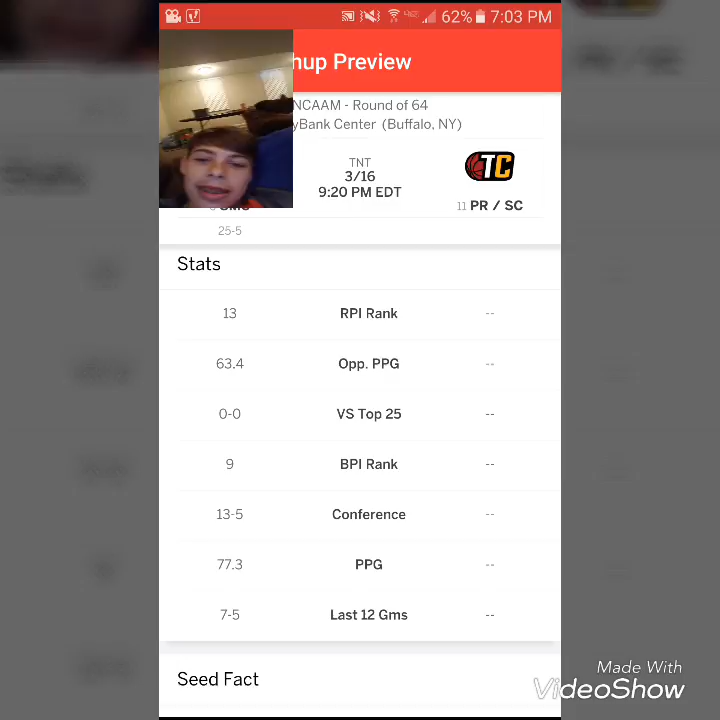 62% 7:03 PM
hup Preview
NCAAM - Round of 64
yBank Center (Buffalo, NY)
TNT
3/16
9:20 PM EDT
TC
11 PR / SC
25-5
Stats
13 RPI Rank --
63.4 Opp. PPG --
0-0 VS Top 25 --
9 BPI Rank --
13-5 Conference --
77.3 PPG --
7-5 Last 12 Gms --
Seed Fact
Made With
VideoShow